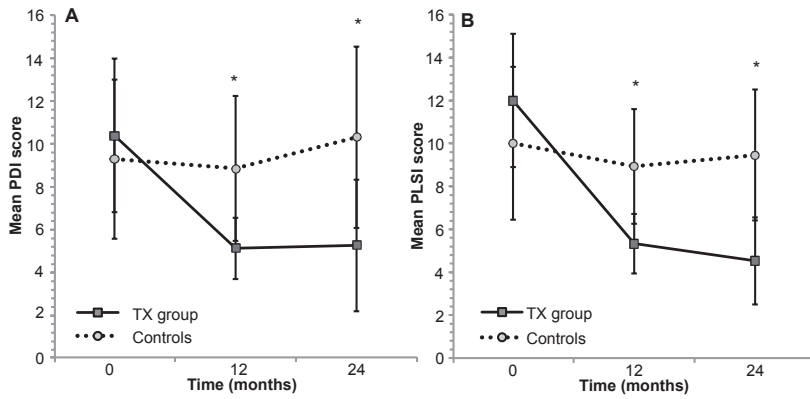 A
Mean PDI score
16
14
12
10
8
6
4
2
0
*
*
TX group
Controls
0
12
24
Time (months)
B
Mean PLSI score
16
14
12
10
8
6
4
2
0
*
*
TX group
Controls
0
12
24
Time (months)